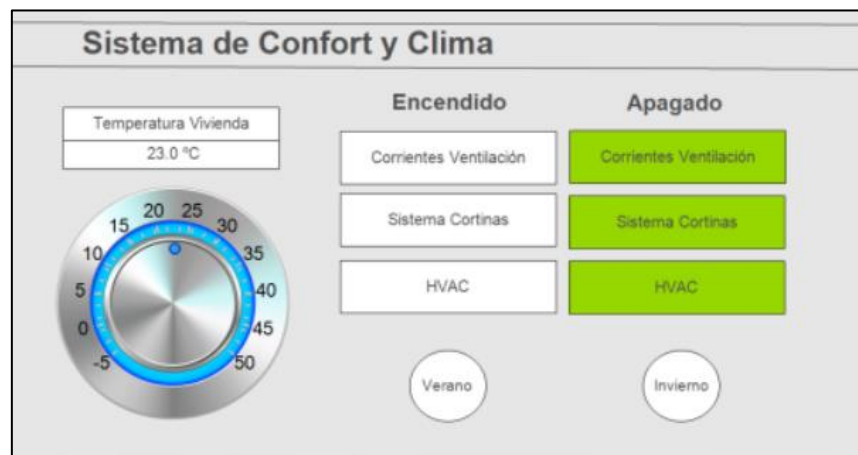 Sistema de Confort y Clima
Temperatura Vivienda
23.0 ºC
-5
0
5
10
15
20
25
30
35
40
45
50
Encendido
Apagado
Corrientes Ventilación
Corrientes Ventilación
Sistema Cortinas
Sistema Cortinas
HVAC
HVAC
Verano
Invierno